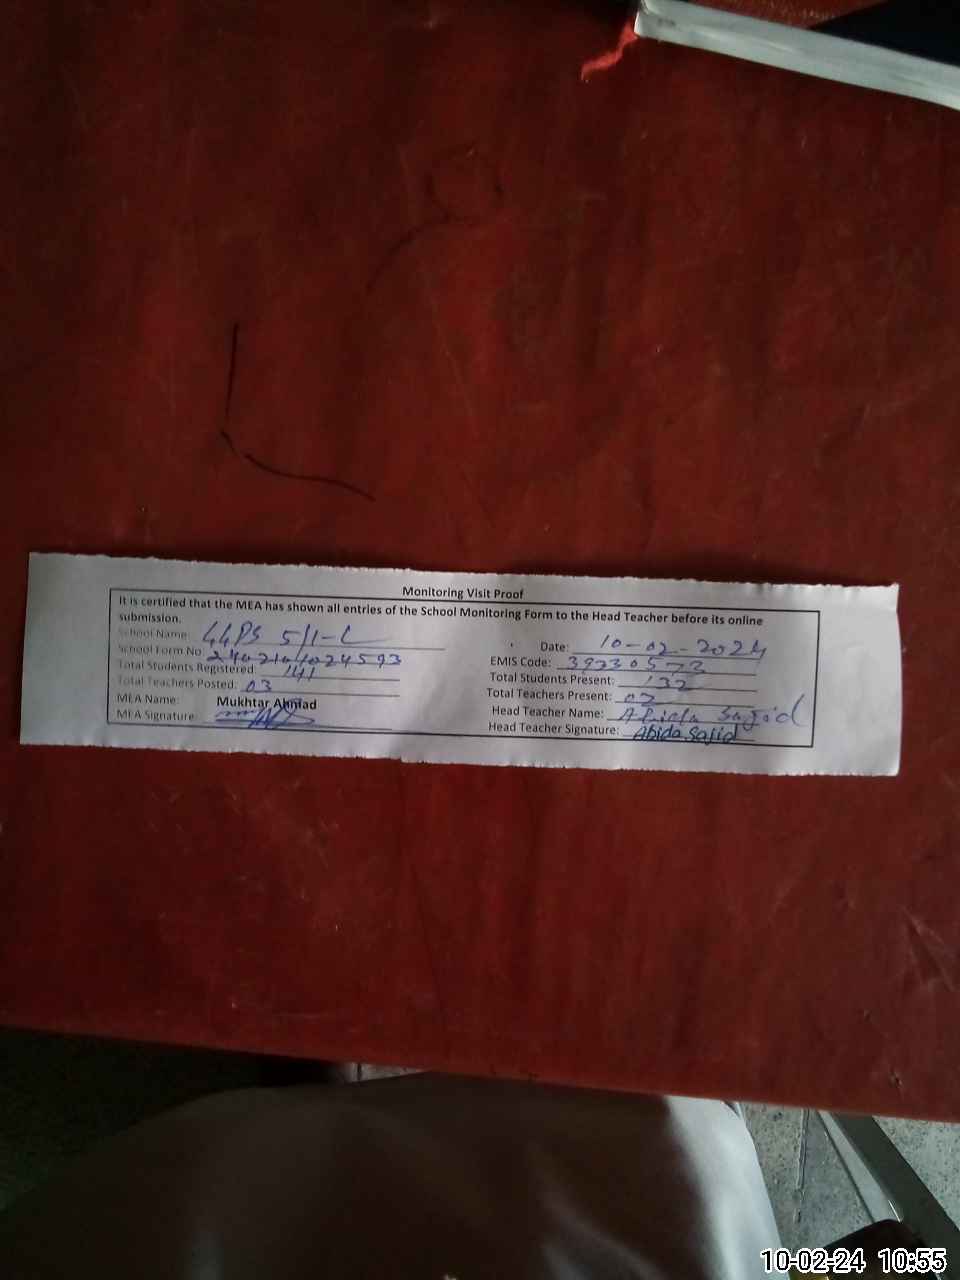 Monitoring Visit Proof
It is certified that the MEA has shown all entries of the School Monitoring Form to the Head Teacher before its online
submission.
School Name: GGPS 5/1-L
Date: 10-02-2024
School Form No:
EMIS Code: 39230572
Total Students Registered: 141
Total Students Present: 132
Total Teachers Posted: 03
Total Teachers Present: 02
MEA Name: Mukhtar Ahmad
Head Teacher Name: Abida Sajid
MEA Signature:
Head Teacher Signature: Abida Sajid
10-02-24 10:55